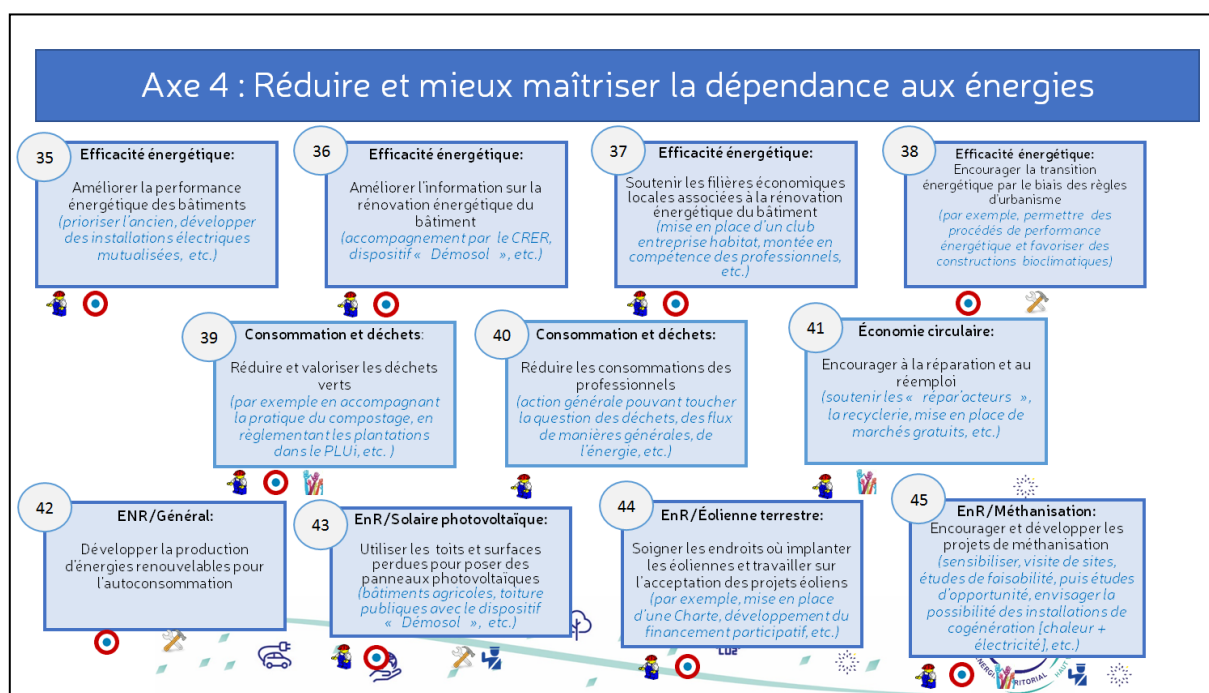 Axe 4 : Réduire et mieux maîtriser la dépendance aux énergies
35
Efficacité énergétique:
Améliorer la performance
énergétique des bâtiments
(prioriser l'ancien, développer
des installations électriques
mutualisées, etc.)
36
Efficacité énergétique:
Améliorer l'information sur la
rénovation énergétique du
bâtiment
(accompagnement par le CRER,
dispositif « Démosol », etc.)
37
Efficacité énergétique:
Soutenir les filières économiques
locales associées à la rénovation
énergétique du bâtiment
(mise en place d'un club
entreprise habitat, montée en
compétence des professionnels,
etc.)
38
Efficacité énergétique:
Encourager la transition
énergétique par le biais des règles
d'urbanisme
(par exemple, permettre des
procédés de performance
énergétique et favoriser des
constructions bioclimatiques)
39
Consommation et déchets:
Réduire et valoriser les déchets
verts
(par exemple en accompagnant
la pratique du compostage, en
règlementant les plantations
dans le PLUi, etc. )
40
Consommation et déchets:
Réduire les consommations des
professionnels
(action générale pouvant toucher
la question des déchets, des flux
de manières générales, de
l'énergie, etc.)
41
Économie circulaire:
Encourager à la réparation et au
réemploi
(soutenir les « répar'acteurs »,
la recyclerie, mise en place de
marchés gratuits, etc.)
42
ENR/Général:
Développer la production
d'énergies renouvelables pour
l'autoconsommation
43
EnR/Solaire photovoltaïque:
Utiliser les toits et surfaces
perdues pour poser des
panneaux photovoltaïques
(bâtiments agricoles, toiture
publiques avec le dispositif
« Démosol », etc.)
44
EnR/Éolienne terrestre:
Soigner les endroits où implanter
les éoliennes et travailler sur
l'acceptation des projets éoliens
(par exemple, mise en place
d'une Charte, développement du
financement participatif, etc.)
45
EnR/Méthanisation:
Encourager et développer les
projets de méthanisation
(sensibiliser, visite de sites,
études de faisabilité, puis études
d'opportunité, envisager la
possibilité des installations de
cogénération [chaleur +
électricité], etc.)